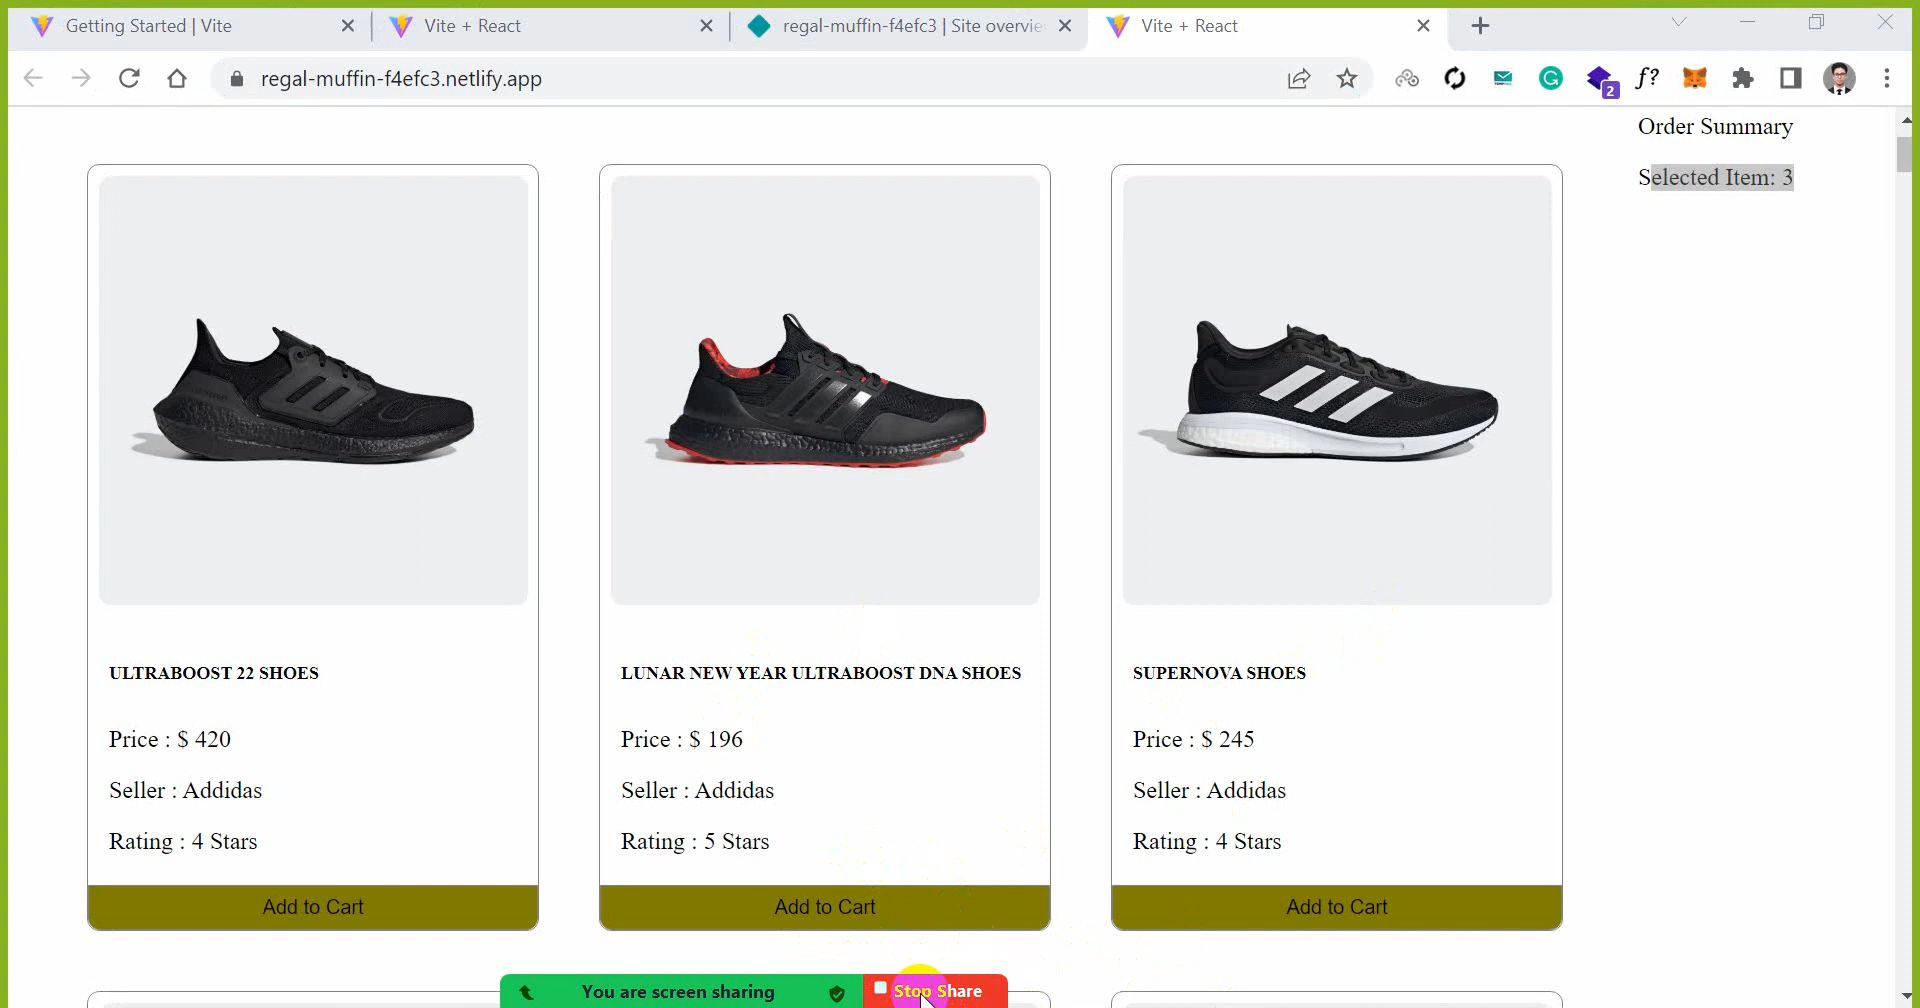 Getting Started | Vite
Vite + React
regal-muffin-f4efc3 | Site overvie
Vite + React
regal-muffin-f4efc3.netlify.app
2
f?
Order Summary
Selected Item: 3
ULTRABOOST 22 SHOES
Price : $ 420
Seller : Addidas
Rating : 4 Stars
Add to Cart
LUNAR NEW YEAR ULTRABOOST DNA SHOES
Price : $ 196
Seller : Addidas
Rating : 5 Stars
Add to Cart
SUPERNOVA SHOES
Price : $ 245
Seller : Addidas
Rating : 4 Stars
Add to Cart
You are screen sharing
Stop Share